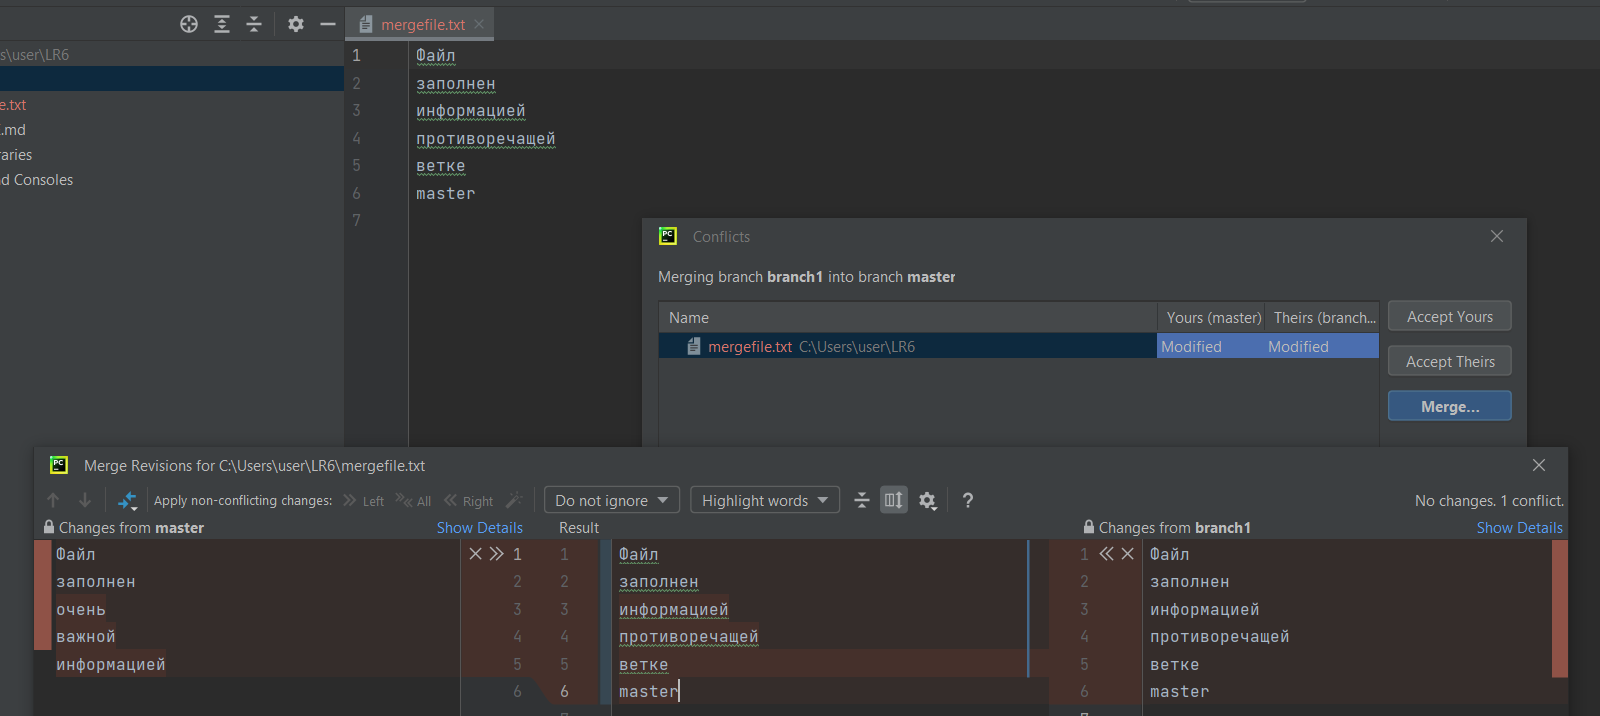 mergefile.txt
s\user\LR6
e.txt
.md
raries
d Consoles
1 Файл
2 заполнен
3 информацией
4 противоречащей
5 ветке
6 master
7
PC Conflicts
Merging branch branch1 into branch master
Name Yours (master) Theirs (branch...
mergefile.txt C:\Users\user\LR6 Modified Modified
Accept Yours
Accept Theirs
Merge...
PC Merge Revisions for C:\Users\user\LR6\mergefile.txt
Apply non-conflicting changes: Left All Right Do not ignore Highlight words ? No changes. 1 conflict.
Changes from master Show Details Result Changes from branch1 Show Details
Файл 1 1 Файл 1 Файл
заполнен 2 2 заполнен 2 заполнен
очень 3 3 информацией 3 информацией
важной 4 4 противоречащей 4 противоречащей
информацией 5 5 ветке 5 ветке
6 6 master 6 master